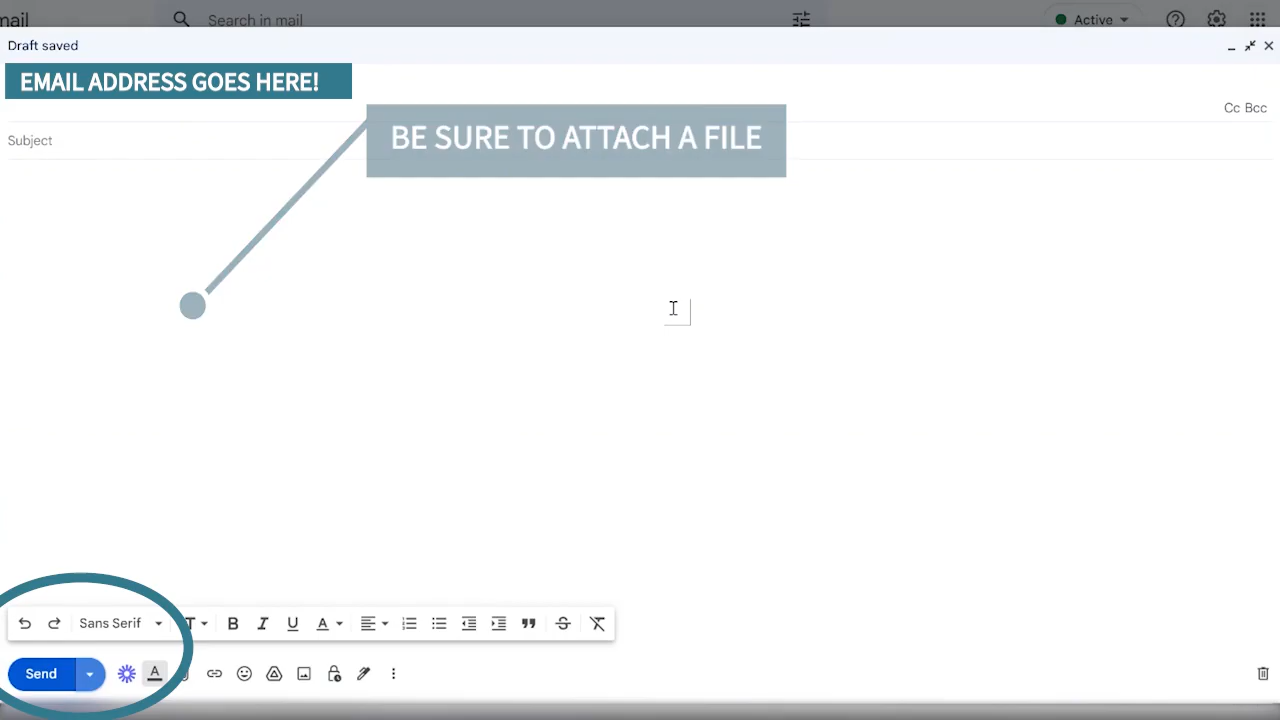 mail
Search in mail
Active
Draft saved
EMAIL ADDRESS GOES HERE!
Cc Bcc
BE SURE TO ATTACH A FILE
Subject
Sans Serif
Send